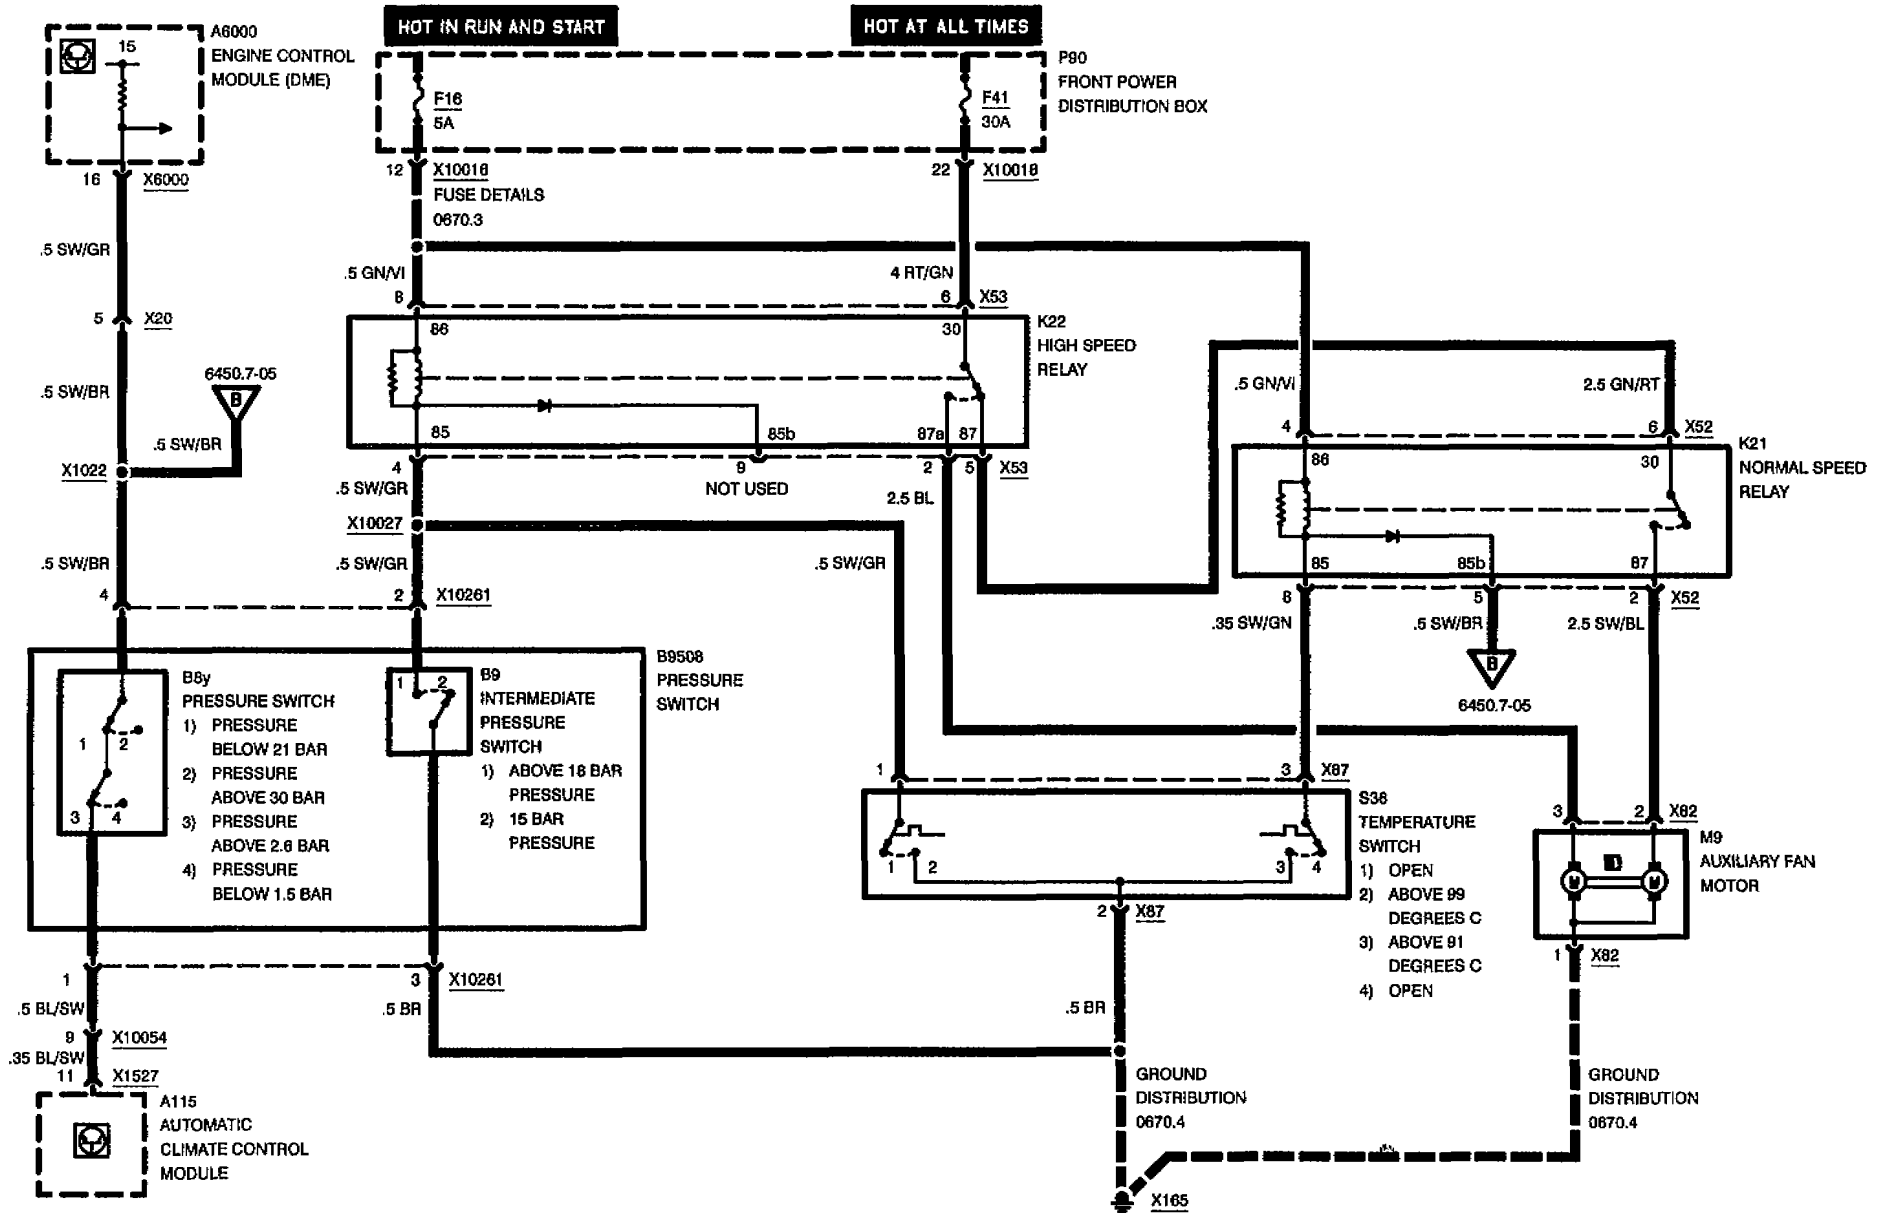 HOT IN RUN AND START
HOT AT ALL TIMES
A6000
ENGINE CONTROL
MODULE (DME)
15
16
X6000
.5 SW/GR
5
X20
.5 SW/BR
6450.7-05
B
.5 SW/BR
X1022
.5 SW/BR
4
P90
FRONT POWER
DISTRIBUTION BOX
F16
5A
F41
30A
12
X10016
FUSE DETAILS
0670.3
22
X10016
.5 GN/VI
4 RT/GN
8
6
X53
86
30
K22
HIGH SPEED
RELAY
85
85b
87a
87
4
9
2
5
X53
NOT USED
.5 SW/GR
2.5 BL
X10027
.5 SW/GR
.5 SW/GR
2
X10261
.5 GN/VI
2.5 GN/RT
4
6
X52
86
30
K21
NORMAL SPEED
RELAY
85
85b
87
8
5
2
X52
.35 SW/GN
.5 SW/BR
2.5 SW/BL
B
6450.7-05
B9508
PRESSURE
SWITCH
B8y
PRESSURE SWITCH
1) PRESSURE
BELOW 21 BAR
2) PRESSURE
ABOVE 30 BAR
3) PRESSURE
ABOVE 2.6 BAR
4) PRESSURE
BELOW 1.5 BAR
1
2
3
4
B9
INTERMEDIATE
PRESSURE
SWITCH
1) ABOVE 18 BAR
PRESSURE
2) 15 BAR
PRESSURE
1
2
1
3
X10261
.5 BL/SW
.5 BR
9
X10054
.35 BL/SW
11
X1527
A115
AUTOMATIC
CLIMATE CONTROL
MODULE
1
3
X87
S36
TEMPERATURE
SWITCH
1) OPEN
2) ABOVE 99
DEGREES C
3) ABOVE 91
DEGREES C
4) OPEN
1
2
3
4
2
X87
.5 BR
GROUND
DISTRIBUTION
0670.4
X165
3
2
X82
M9
AUXILIARY FAN
MOTOR
M
M
1
X82
GROUND
DISTRIBUTION
0670.4